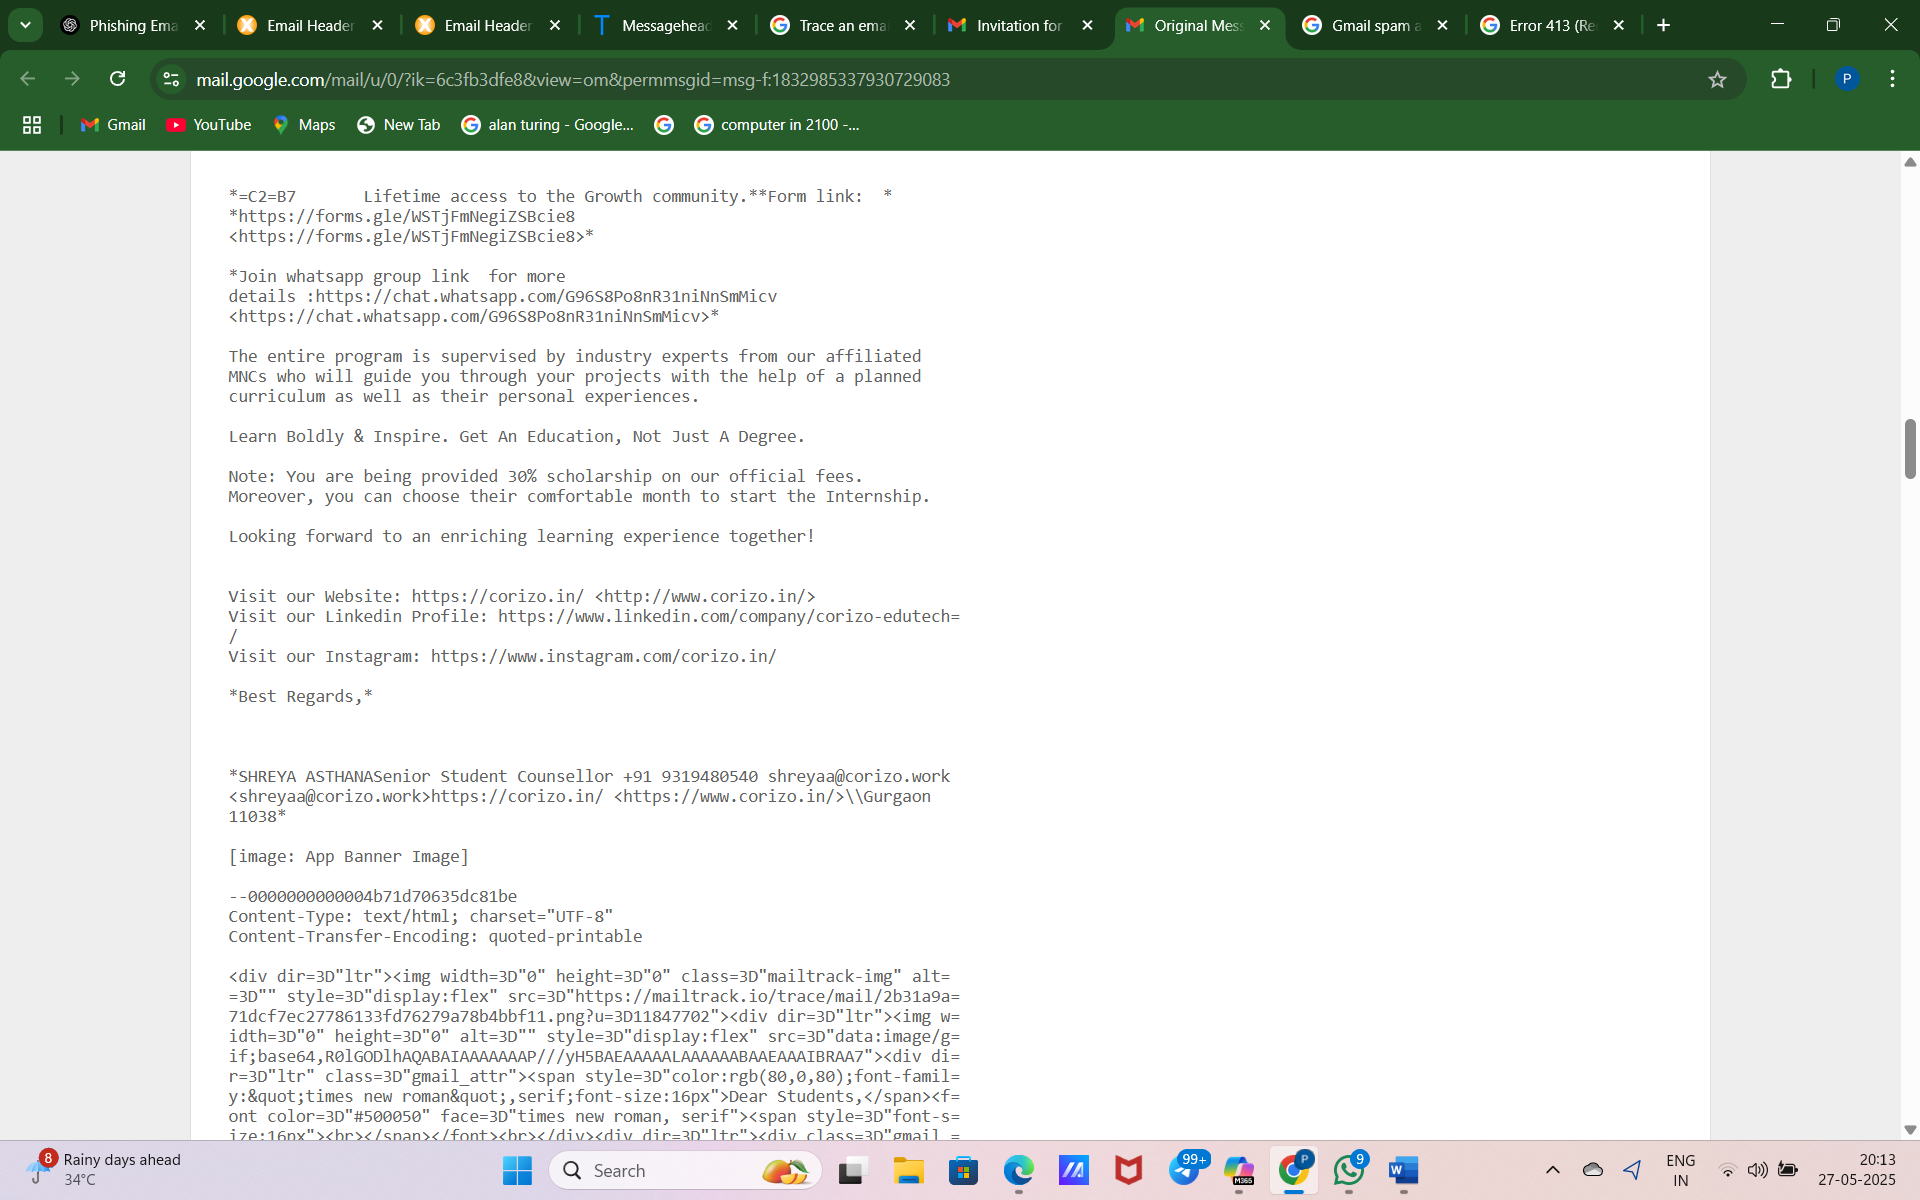 Phishing Ema
Email Header
Email Header
Messagehead
Trace an emai
Invitation for
Original Mess
Gmail spam a
Error 413 (Re
mail.google.com/mail/u/0/?ik=6c3fb3dfe8&view=om&permmsgid=msg-f:1832985337930729083
P
Gmail
YouTube
Maps
New Tab
alan turing - Google...
computer in 2100 -...
*=C2=B7       Lifetime access to the Growth community.**Form link:  *
*https://forms.gle/WSTjFmNegiZSBcie8
<https://forms.gle/WSTjFmNegiZSBcie8>*
*Join whatsapp group link  for more
details :https://chat.whatsapp.com/G96S8Po8nR31niNnSmMicv
<https://chat.whatsapp.com/G96S8Po8nR31niNnSmMicv>*
The entire program is supervised by industry experts from our affiliated
MNCs who will guide you through your projects with the help of a planned
curriculum as well as their personal experiences.
Learn Boldly & Inspire. Get An Education, Not Just A Degree.
Note: You are being provided 30% scholarship on our official fees.
Moreover, you can choose their comfortable month to start the Internship.
Looking forward to an enriching learning experience together!
Visit our Website: https://corizo.in/ <http://www.corizo.in/>
Visit our Linkedin Profile: https://www.linkedin.com/company/corizo-edutech=
/
Visit our Instagram: https://www.instagram.com/corizo.in/
*Best Regards,*
*SHREYA ASTHANASenior Student Counsellor +91 9319480540 shreyaa@corizo.work
<shreyaa@corizo.work>https://corizo.in/ <https://www.corizo.in/>\\Gurgaon
11038*
[image: App Banner Image]
--0000000000004b71d70635dc81be
Content-Type: text/html; charset="UTF-8"
Content-Transfer-Encoding: quoted-printable
<div dir=3D"ltr"><img width=3D"0" height=3D"0" class=3D"mailtrack-img" alt=
=3D"" style=3D"display:flex" src=3D"https://mailtrack.io/trace/mail/2b31a9a=
71dcf7ec27786133fd76279a78b4bbf11.png?u=3D11847702"><div dir=3D"ltr"><img w=
idth=3D"0" height=3D"0" alt=3D"" style=3D"display:flex" src=3D"data:image/g=
if;base64,R0lGODlhAQABAIAAAAAAAP///yH5BAEAAAAALAAAAAABAAEAAAIBRAA7"><div di=
r=3D"ltr" class=3D"gmail_attr"><span style=3D"color:rgb(80,0,80);font-famil=
y:&quot;times new roman&quot;,serif;font-size:16px">Dear Students,</span><f=
ont color=3D"#500050" face=3D"times new roman, serif"><span style=3D"font-s=
ize:16px"><br></span></font><br></div><div dir=3D"ltr"><div class=3D"gmail_=
8
Rainy days ahead
34°C
Search
99+
M365
P
9
W
ENG
IN
20:13
27-05-2025